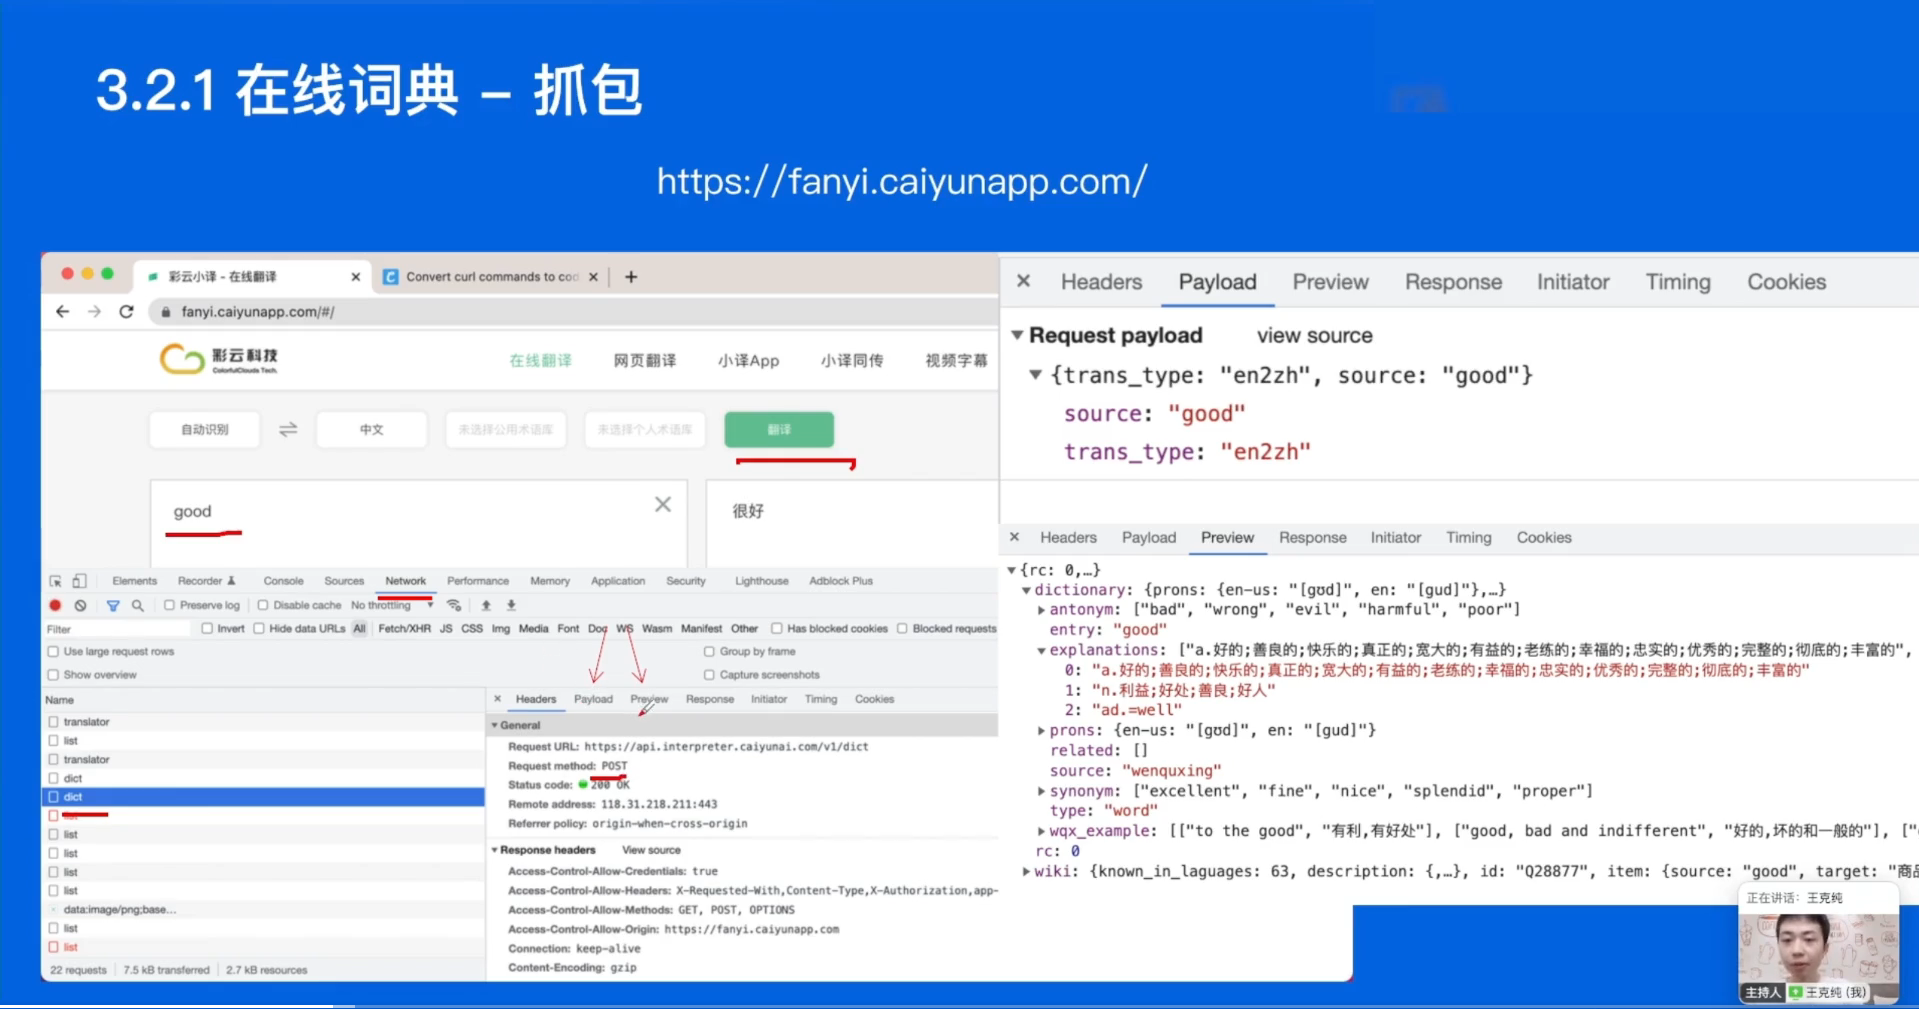 3.2.1 在线词典 – 抓包
https://fanyi.caiyunapp.com/
彩云小译 - 在线翻译
Convert curl commands to cod
fanyi.caiyunapp.com/#/
彩云科技
ColorfulClouds Tech.
在线翻译 网页翻译 小译App 小译同传 视频字幕
自动识别 中文 未选择公用术语库 未选择个人术语库 翻译
good
很好
Elements Recorder Console Sources Network Performance Memory Application Security Lighthouse Adblock Plus
Preserve log Disable cache No throttling
Filter Invert Hide data URLs All Fetch/XHR JS CSS Img Media Font Doc WS Wasm Manifest Other Has blocked cookies Blocked requests
Use large request rows Group by frame
Show overview Capture screenshots
Name
translator
list
translator
dict
dict
list
list
list
list
data:image/png;base...
list
list
22 requests 7.5 kB transferred 2.7 kB resources
Headers Payload Preview Response Initiator Timing Cookies
General
Request URL: https://api.interpreter.caiyunai.com/v1/dict
Request method: POST
Status code: 200 OK
Remote address: 118.31.218.211:443
Referrer policy: origin-when-cross-origin
Response headers View source
Access-Control-Allow-Credentials: true
Access-Control-Allow-Headers: X-Requested-With,Content-Type,X-Authorization,app-
Access-Control-Allow-Methods: GET, POST, OPTIONS
Access-Control-Allow-Origin: https://fanyi.caiyunapp.com
Connection: keep-alive
Content-Encoding: gzip
Headers Payload Preview Response Initiator Timing Cookies
Request payload view source
{trans_type: "en2zh", source: "good"}
source: "good"
trans_type: "en2zh"
Headers Payload Preview Response Initiator Timing Cookies
{rc: 0,…}
dictionary: {prons: {en-us: "[gʊd]", en: "[gud]"},…}
antonym: ["bad", "wrong", "evil", "harmful", "poor"]
entry: "good"
explanations: ["a.好的;善良的;快乐的;真正的;宽大的;有益的;老练的;幸福的;忠实的;优秀的;完整的;彻底的;丰富的",
0: "a.好的;善良的;快乐的;真正的;宽大的;有益的;老练的;幸福的;忠实的;优秀的;完整的;彻底的;丰富的"
1: "n.利益;好处;善良;好人"
2: "ad.=well"
prons: {en-us: "[gʊd]", en: "[gud]"}
related: []
source: "wenquxing"
synonym: ["excellent", "fine", "nice", "splendid", "proper"]
type: "word"
wqx_example: [["to the good", "有利,有好处"], ["good, bad and indifferent", "好的,坏的和一般的"], ["
rc: 0
wiki: {known_in_laguages: 63, description: {,…}, id: "Q28877", item: {source: "good", target: "商品
正在讲话: 王克纯
主持人 王克纯 (我)